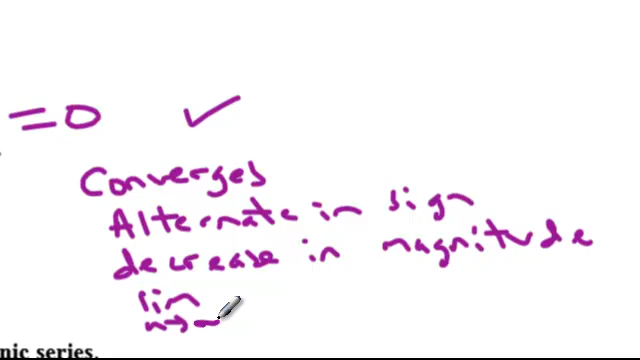 =0 ✓
Converges
Alternate in sign
decrease in magnitude
lim
n→
nic series.